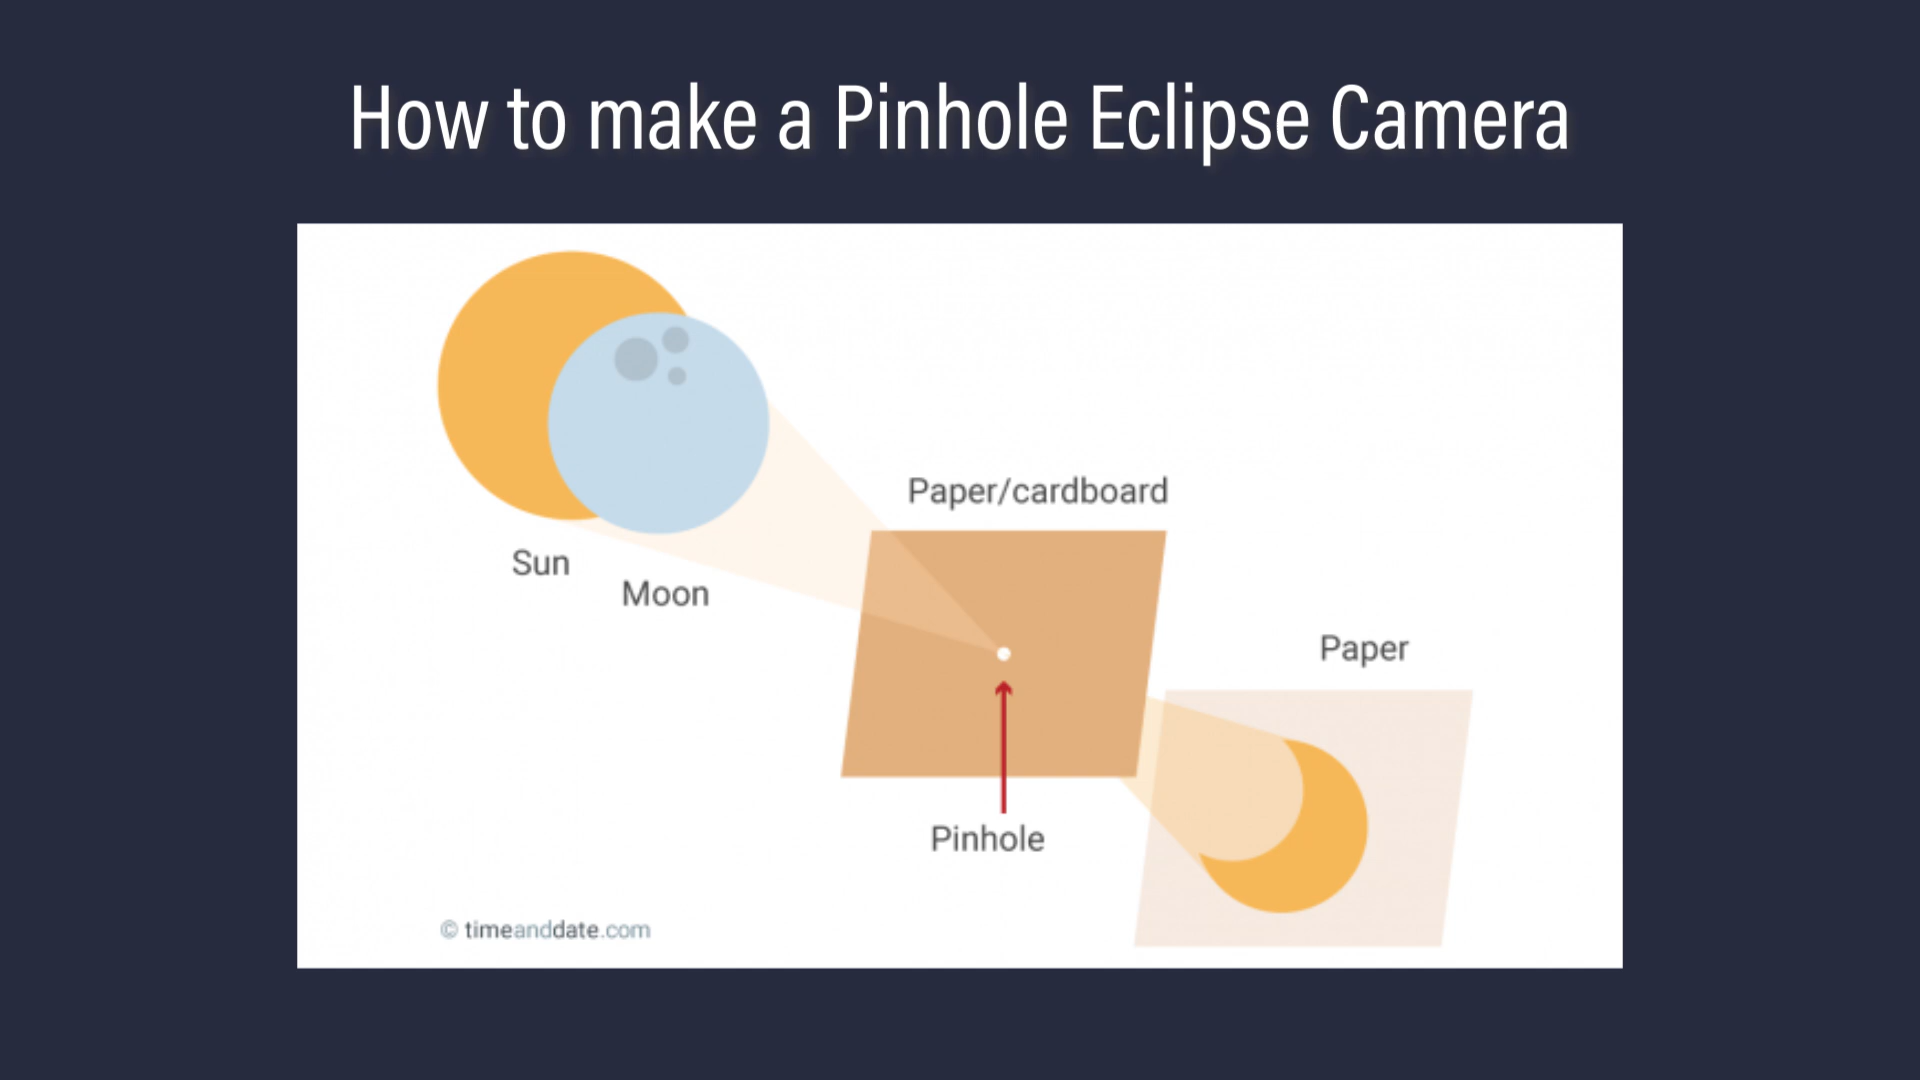 How to make a Pinhole Eclipse Camera
Paper/cardboard
Sun
Moon
Paper
Pinhole
© timeanddate.com